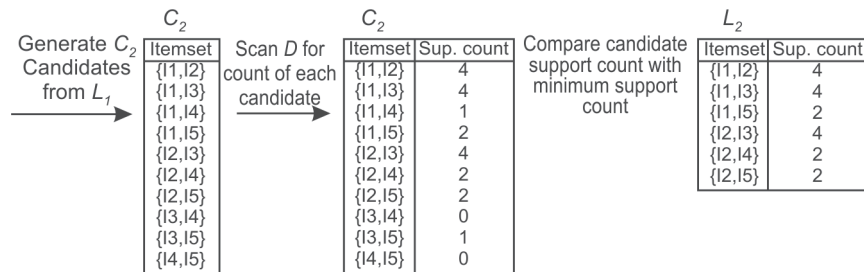 C2
C2
L2
Generate C2
Candidates
from L1
Itemset
{I1,I2}
{I1,I3}
{I1,I4}
{I1,I5}
{I2,I3}
{I2,I4}
{I2,I5}
{I3,I4}
{I3,I5}
{I4,I5}
Scan D for
count of each
candidate
Itemset Sup. count
{I1,I2} 4
{I1,I3} 4
{I1,I4} 1
{I1,I5} 2
{I2,I3} 4
{I2,I4} 2
{I2,I5} 2
{I3,I4} 0
{I3,I5} 1
{I4,I5} 0
Compare candidate
support count with
minimum support
count
Itemset Sup. count
{I1,I2} 4
{I1,I3} 4
{I1,I5} 2
{I2,I3} 4
{I2,I4} 2
{I2,I5} 2